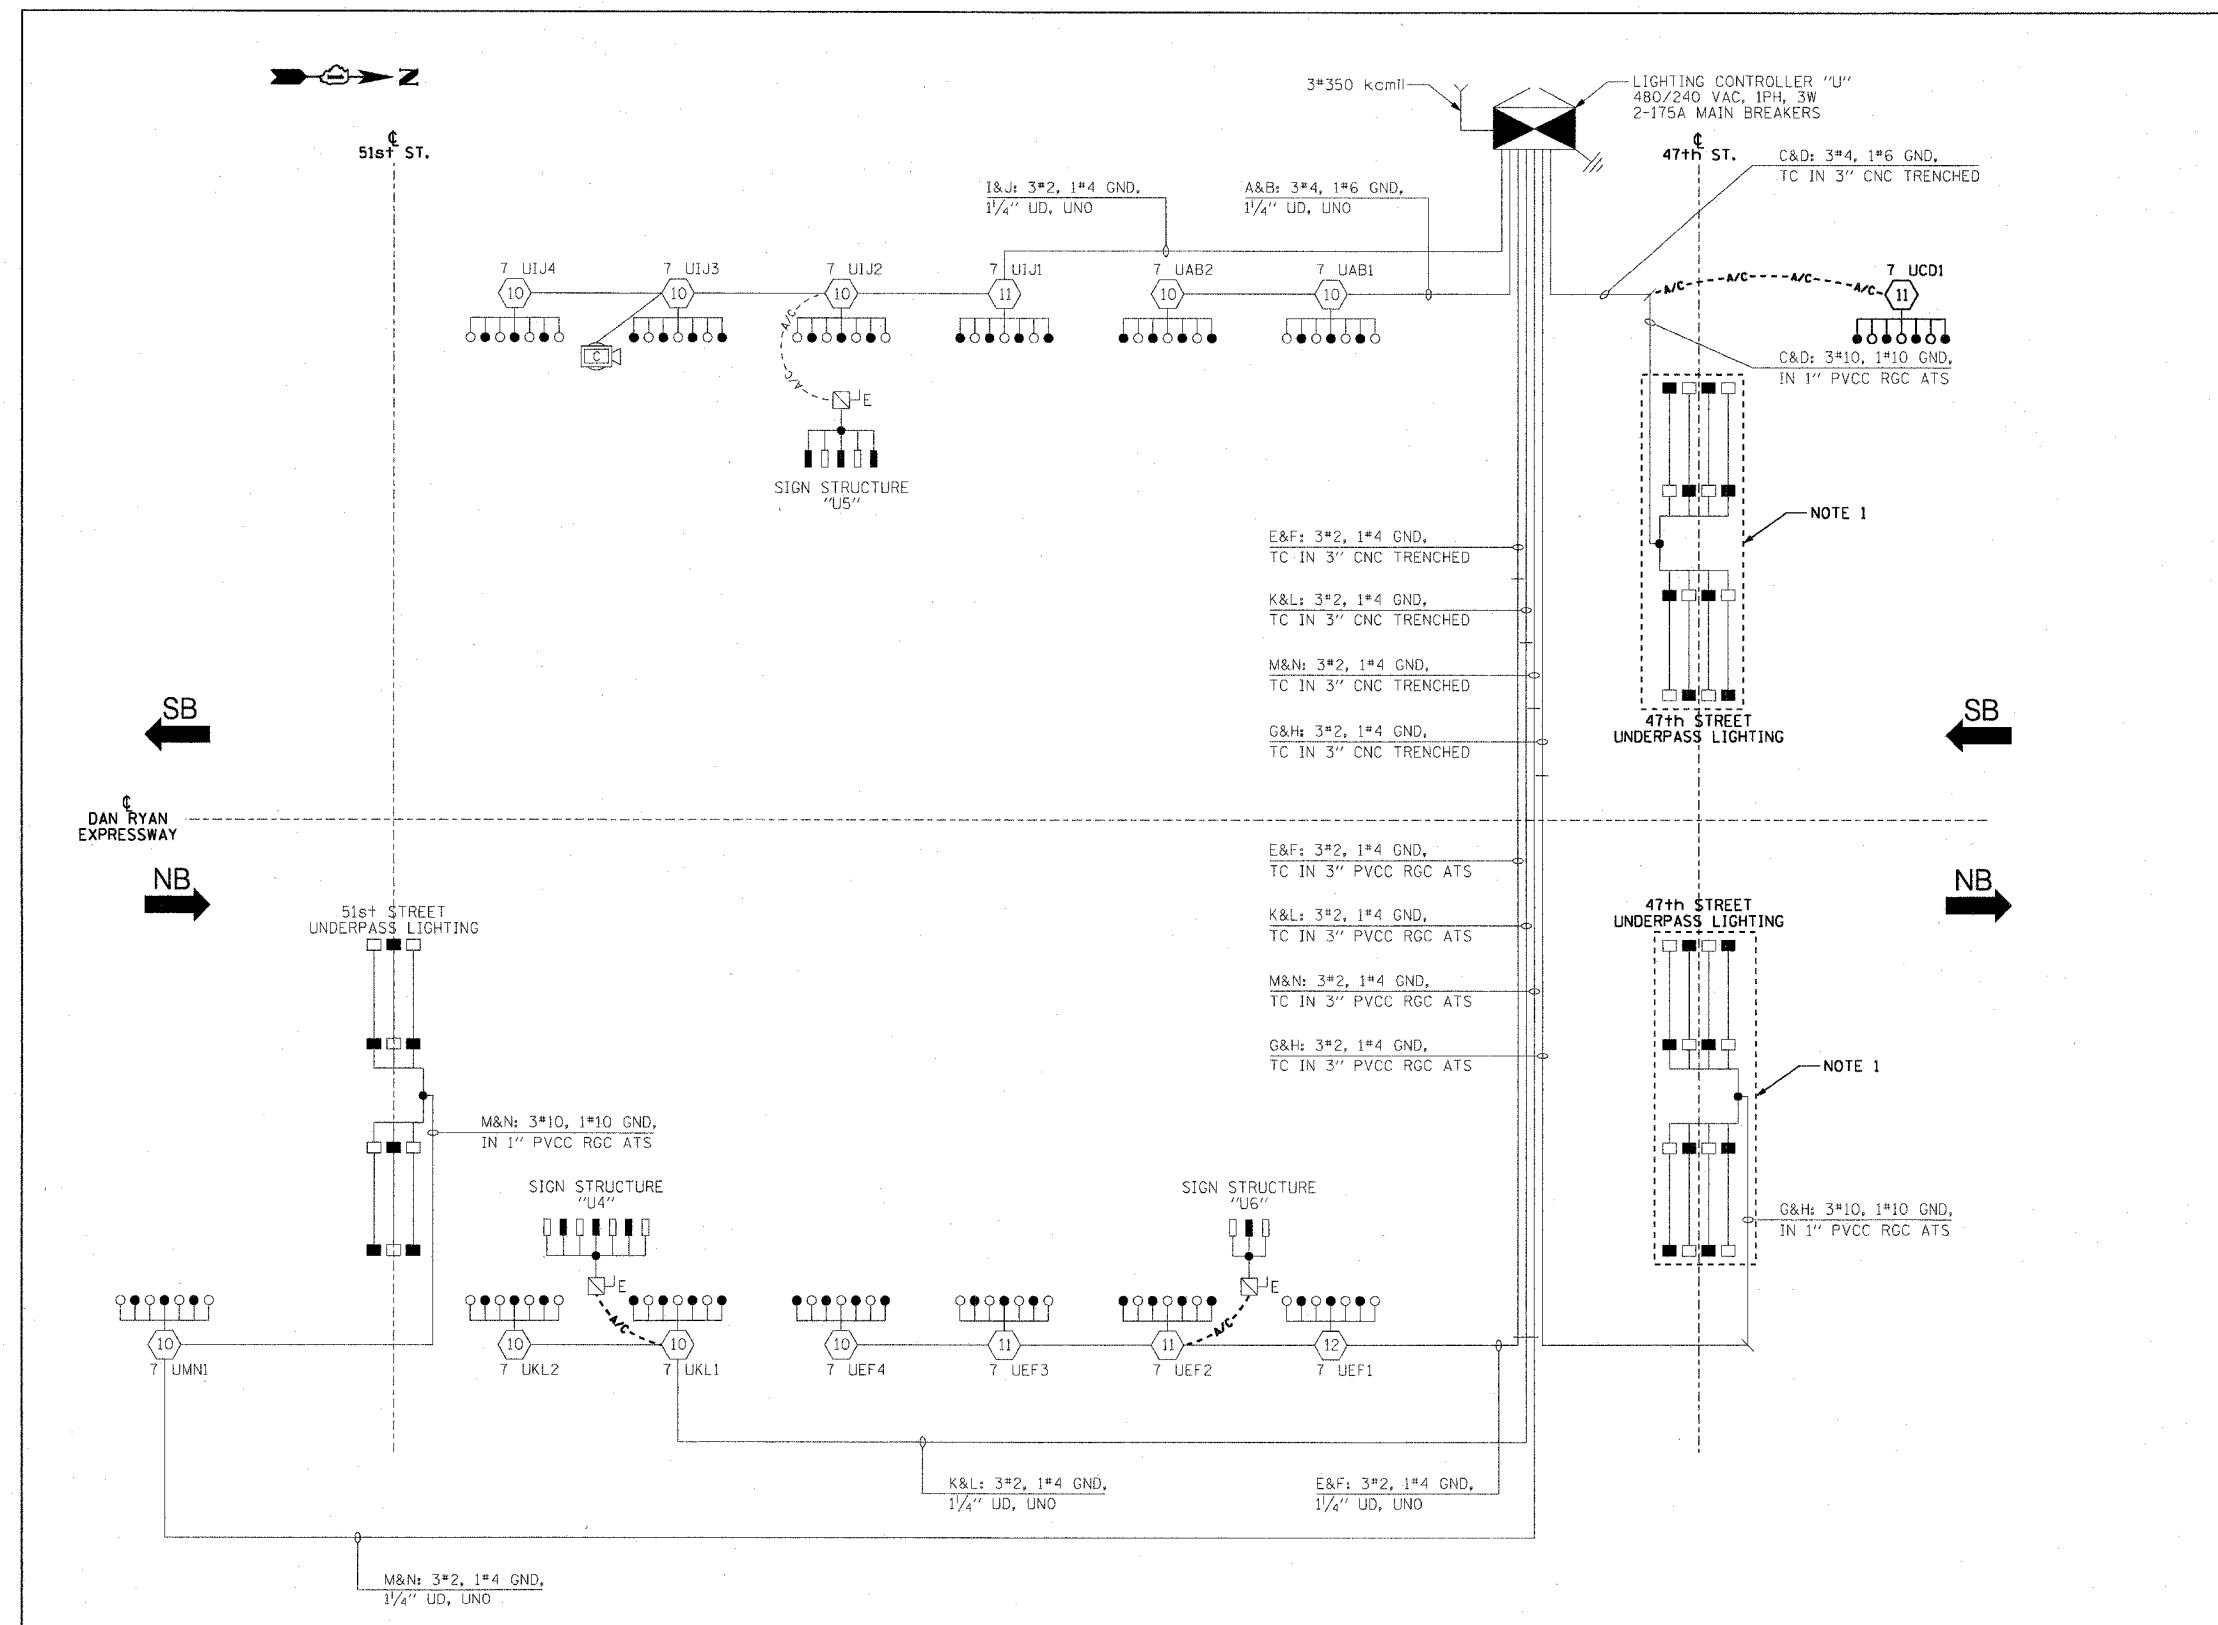 N
3#350 kcmil
LIGHTING CONTROLLER "U"
480/240 VAC, 1PH, 3W
2-175A MAIN BREAKERS
℄
51st ST.
℄
47th ST.
C&D: 3#4, 1#6 GND,
TC IN 3" CNC TRENCHED
I&J: 3#2, 1#4 GND,
1 1/4" UD, UNO
A&B: 3#4, 1#6 GND,
1 1/4" UD, UNO
7 UIJ4
7 UIJ3
7 UIJ2
7 UIJ1
7 UAB2
7 UAB1
7 UCD1
10
10
10
11
10
10
11
A/C
A/C
A/C
A/C
A/C
A/C
C
E
C&D: 3#10, 1#10 GND,
IN 1" PVCC RGC ATS
SIGN STRUCTURE
"U5"
NOTE 1
E&F: 3#2, 1#4 GND,
TC IN 3" CNC TRENCHED
K&L: 3#2, 1#4 GND,
TC IN 3" CNC TRENCHED
M&N: 3#2, 1#4 GND,
TC IN 3" CNC TRENCHED
G&H: 3#2, 1#4 GND,
TC IN 3" CNC TRENCHED
SB
47th STREET
UNDERPASS LIGHTING
SB
℄
DAN RYAN
EXPRESSWAY
E&F: 3#2, 1#4 GND,
TC IN 3" PVCC RGC ATS
NB
NB
51st STREET
UNDERPASS LIGHTING
K&L: 3#2, 1#4 GND,
TC IN 3" PVCC RGC ATS
47th STREET
UNDERPASS LIGHTING
M&N: 3#2, 1#4 GND,
TC IN 3" PVCC RGC ATS
G&H: 3#2, 1#4 GND,
TC IN 3" PVCC RGC ATS
NOTE 1
M&N: 3#10, 1#10 GND,
IN 1" PVCC RGC ATS
SIGN STRUCTURE
"U4"
SIGN STRUCTURE
"U6"
G&H: 3#10, 1#10 GND,
IN 1" PVCC RGC ATS
E
E
A/C
A/C
10
10
10
10
11
11
12
7 UMN1
7 UKL2
7 UKL1
7 UEF4
7 UEF3
7 UEF2
7 UEF1
K&L: 3#2, 1#4 GND,
1 1/4" UD, UNO
E&F: 3#2, 1#4 GND,
1 1/4" UD, UNO
M&N: 3#2, 1#4 GND,
1 1/4" UD, UNO